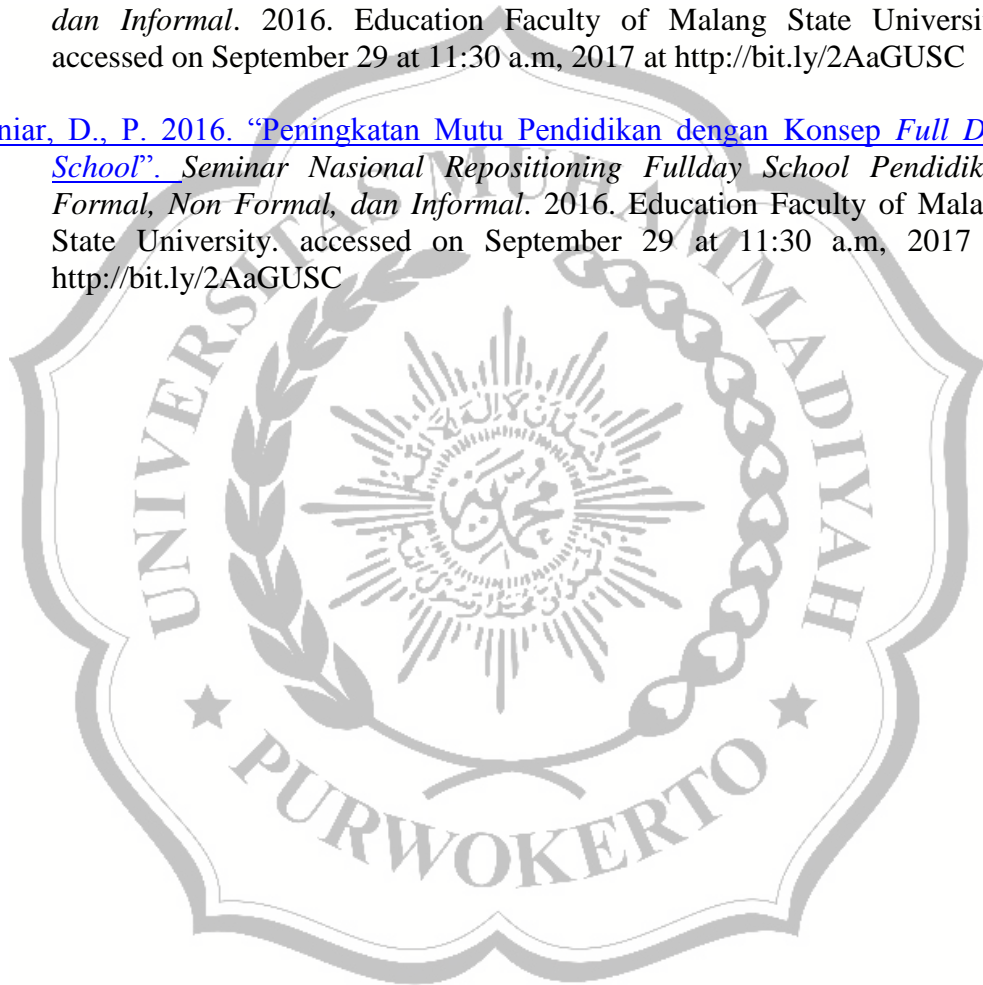 dan Informal. 2016. Education Faculty of Malang State Universi
accessed on September 29 at 11:30 a.m, 2017 at http://bit.ly/2AaGUSC
niar, D., P. 2016. “Peningkatan Mutu Pendidikan dengan Konsep Full D
School”. Seminar Nasional Repositioning Fullday School Pendidik
Formal, Non Formal, dan Informal. 2016. Education Faculty of Mala
State University. accessed on September 29 at 11:30 a.m, 2017
http://bit.ly/2AaGUSC
UNIVERSITAS MUHAMMADIYAH
محمد
PURWOKERTO